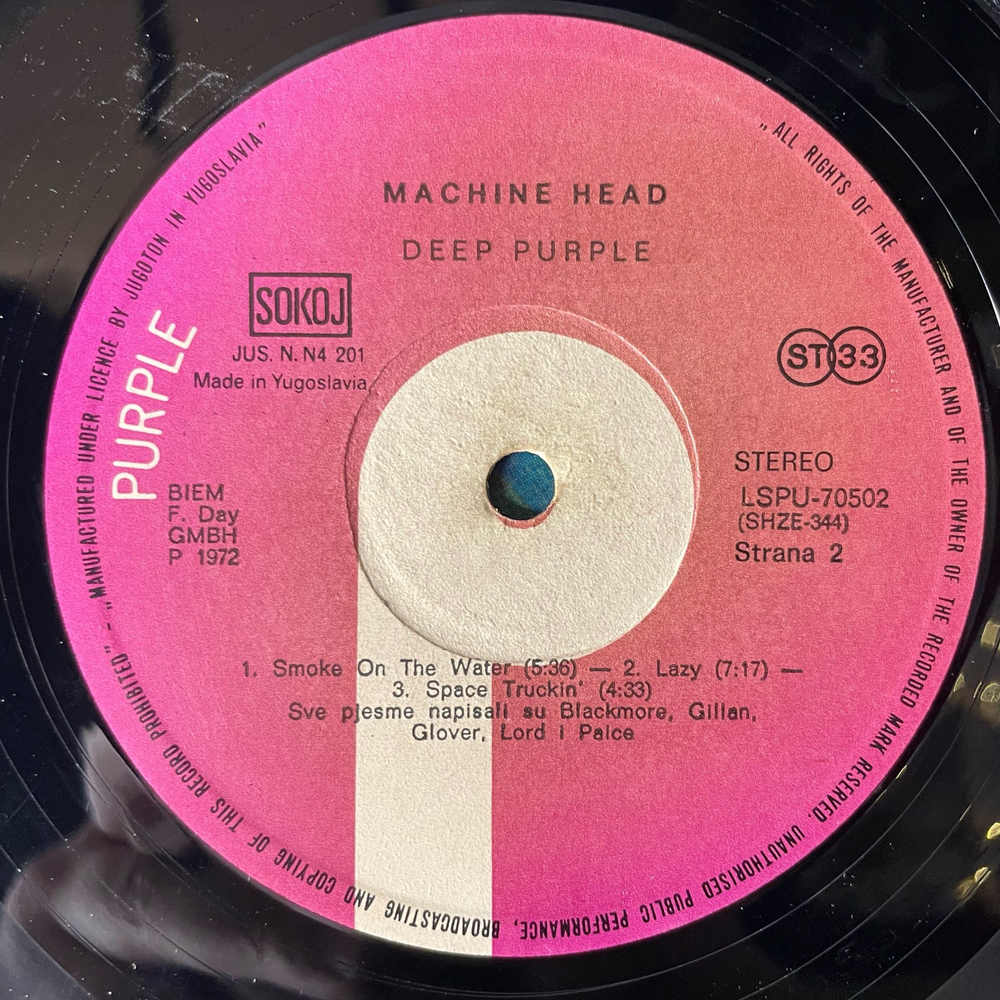 MACHINE HEAD
DEEP PURPLE
SOKOJ
JUS. N. N4 201
Made in Yugoslavia
ST 33
PURPLE
BIEM
F. Day
GMBH
P 1972
STEREO
LSPU-70502
(SHZE-344)
Strana 2
1. Smoke On The Water (5:36) — 2. Lazy (7:17) —
3. Space Truckin' (4:33)
Sve pjesme napisali su Blackmore, Gillan,
Glover, Lord i Paice
„ALL RIGHTS OF THE MANUFACTURER AND OF THE OWNER OF THE RECORDED MARK RESERVED. UNAUTHORISED PUBLIC PERFORMANCE, BROADCASTING AND COPYING OF THIS RECORD PROHIBITED” - „MANUFACTURED UNDER LICENCE BY JUGOTON IN YUGOSLAVIA”